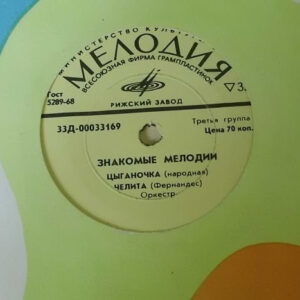 МИНИСТЕРСТВО КУЛЬТУРЫ
МЕЛОДИЯ
ВСЕСОЮЗНАЯ ФИРМА ГРАМПЛАСТИНОК
Гост
5289-68
3.
РИЖСКИЙ ЗАВОД
33Д-00033169
Третья группа
Цена 70 коп.
ЗНАКОМЫЕ МЕЛОДИИ
ЦЫГАНОЧКА (народная)
ЧЕЛИТА (Фернандес)
Оркестр